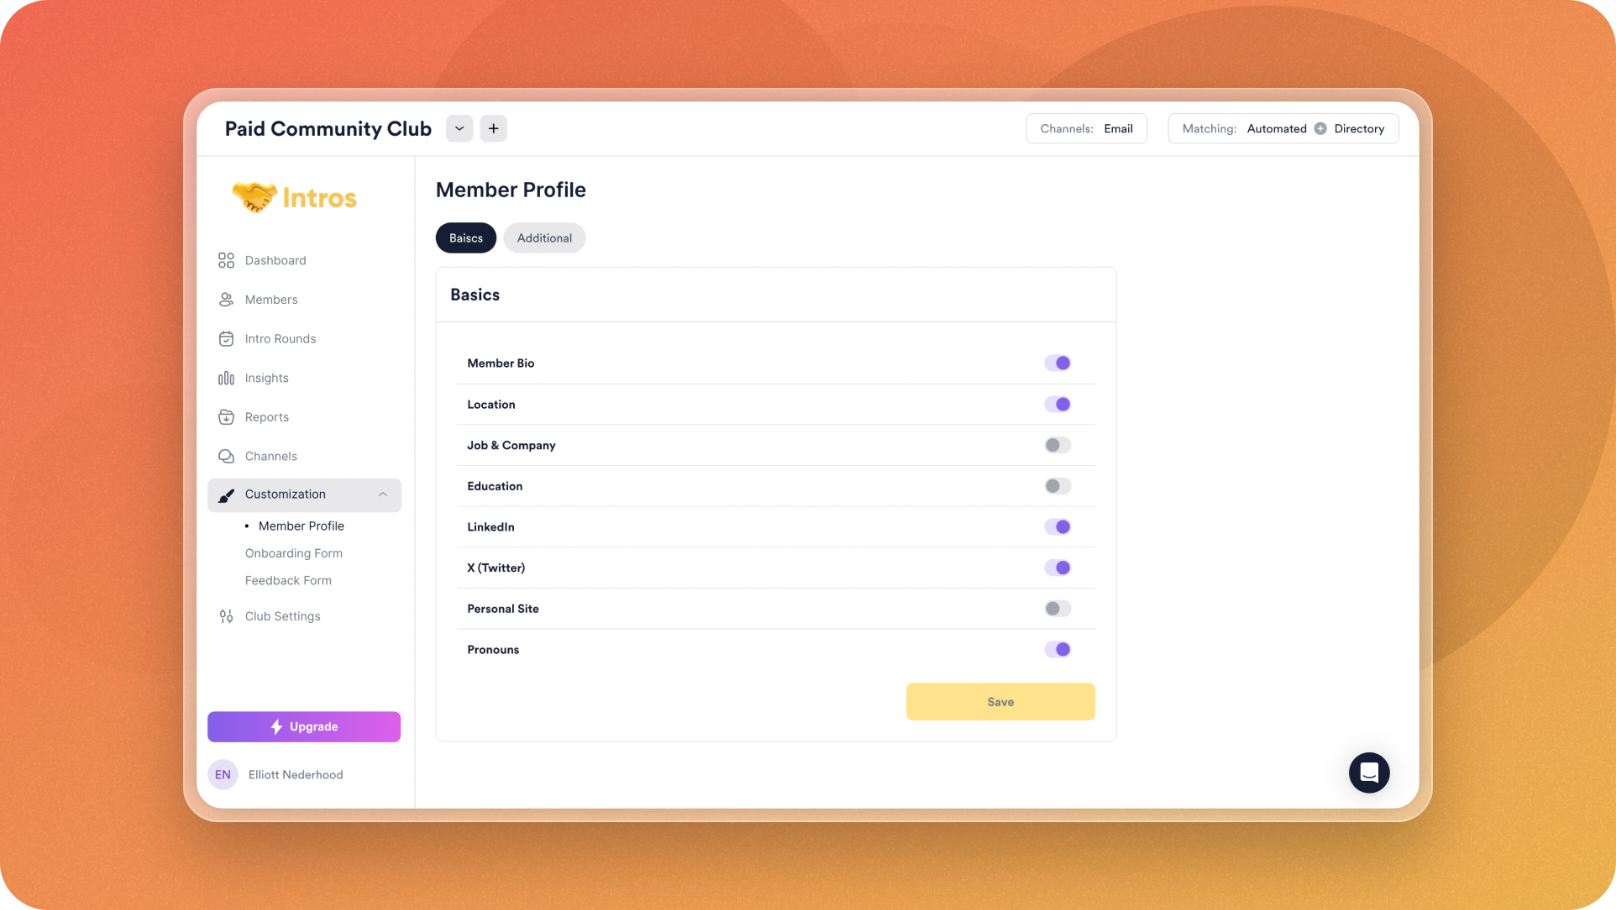 Paid Community Club
Channels: Email
Matching: Automated Directory
Intros
Dashboard
Members
Intro Rounds
Insights
Reports
Channels
Customization
Member Profile
Onboarding Form
Feedback Form
Club Settings
Upgrade
EN Elliott Nederhood
Member Profile
Baiscs Additional
Basics
Member Bio
Location
Job & Company
Education
LinkedIn
X (Twitter)
Personal Site
Pronouns
Save